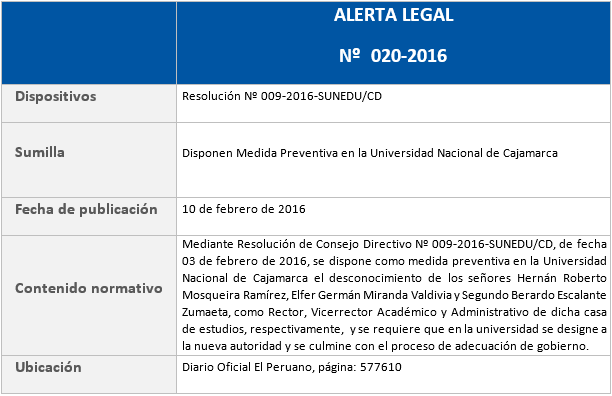 ALERTA LEGAL
Nº 020-2016
Dispositivos
Resolución Nº 009-2016-SUNEDU/CD
Sumilla
Disponen Medida Preventiva en la Universidad Nacional de Cajamarca
Fecha de publicación
10 de febrero de 2016
Contenido normativo
Mediante Resolución de Consejo Directivo Nº 009-2016-SUNEDU/CD, de fecha
03 de febrero de 2016, se dispone como medida preventiva en la Universidad
Nacional de Cajamarca el desconocimiento de los señores Hernán Roberto
Mosqueira Ramírez, Elfer Germán Miranda Valdivia y Segundo Berardo Escalante
Zumaeta, como Rector, Vicerrector Académico y Administrativo de dicha casa
de estudios, respectivamente, y se requiere que en la universidad se designe a
la nueva autoridad y se culmine con el proceso de adecuación de gobierno.
Ubicación
Diario Oficial El Peruano, página: 577610